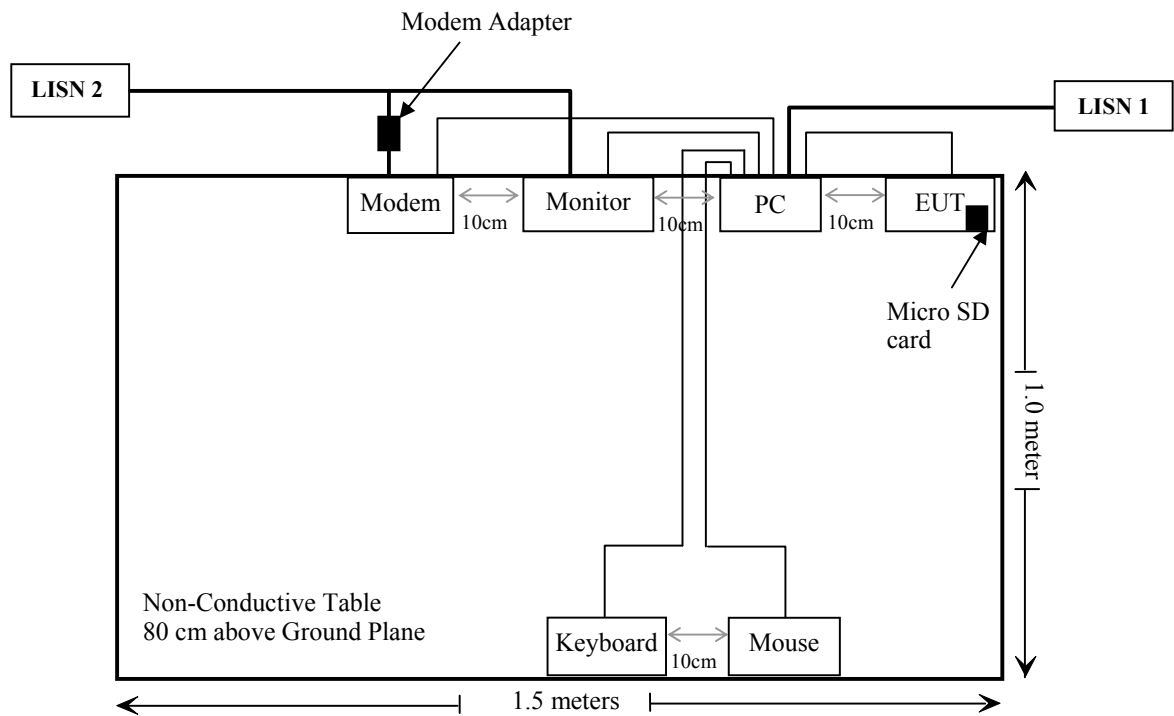 Modem Adapter
LISN 2
LISN 1
Modem
Monitor
PC
EUT
10cm
10cm
10cm
Micro SD
card
1.0 meter
Non-Conductive Table
80 cm above Ground Plane
Keyboard
Mouse
10cm
1.5 meters